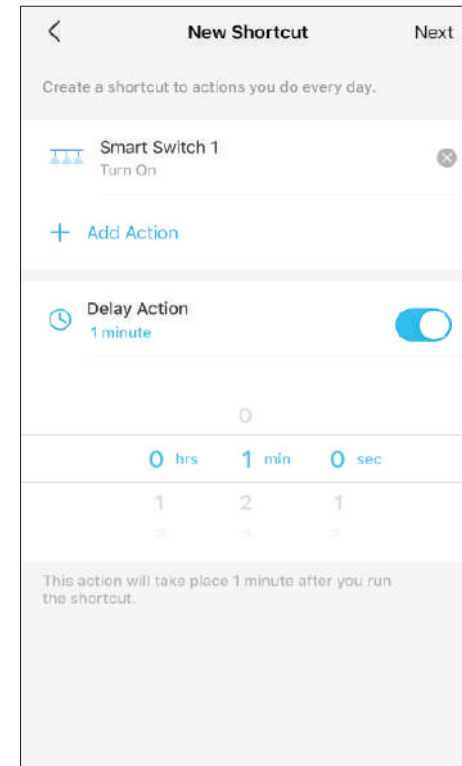 New Shortcut
Next
Create a shortcut to actions you do every day.
Smart Switch 1
Turn On
+ Add Action
Delay Action
1 minute
0
0 hrs 1 min 0 sec
1 2 1
This action will take place 1 minute after you run
the shortcut.